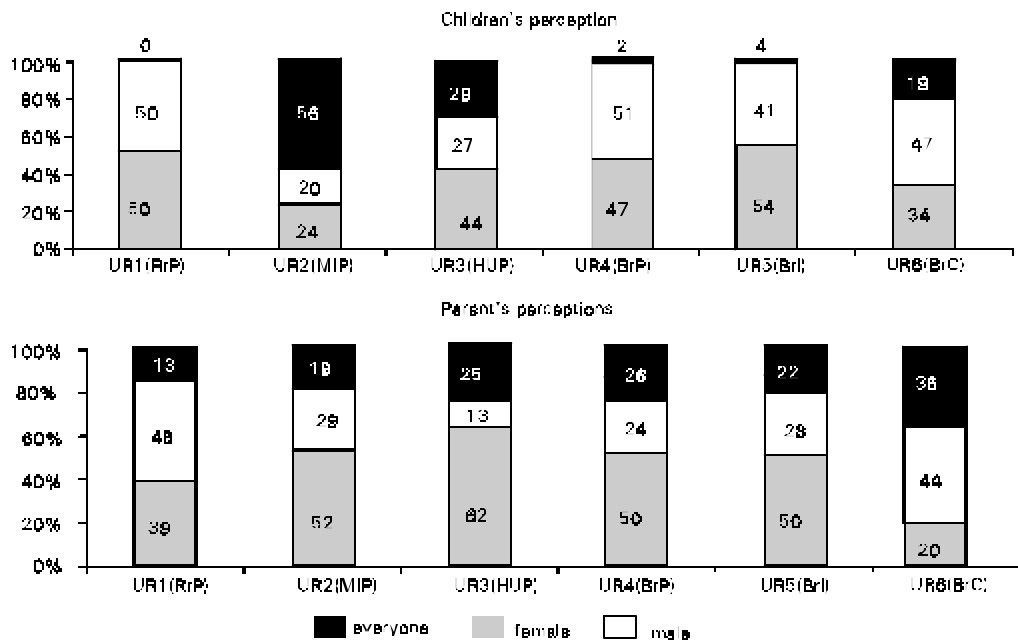 Children's perception
0 2 4
100%
80%
60%
40%
20%
0%
56 29 19
50 20 27 51 41 47
50 24 44 47 54 34
UR1(RrP) UR2(MIP) UR3(HUP) UR4(BrP) UR5(BrI) UR6(BrC)
Parent's perceptions
100%
80%
60%
40%
20%
0%
13 19 25 26 22 36
48 29 13 24 28 44
39 52 62 50 50 20
UR1(RrP) UR2(MIP) UR3(HUP) UR4(BrP) UR5(BrI) UR6(BrC)
everyone female male